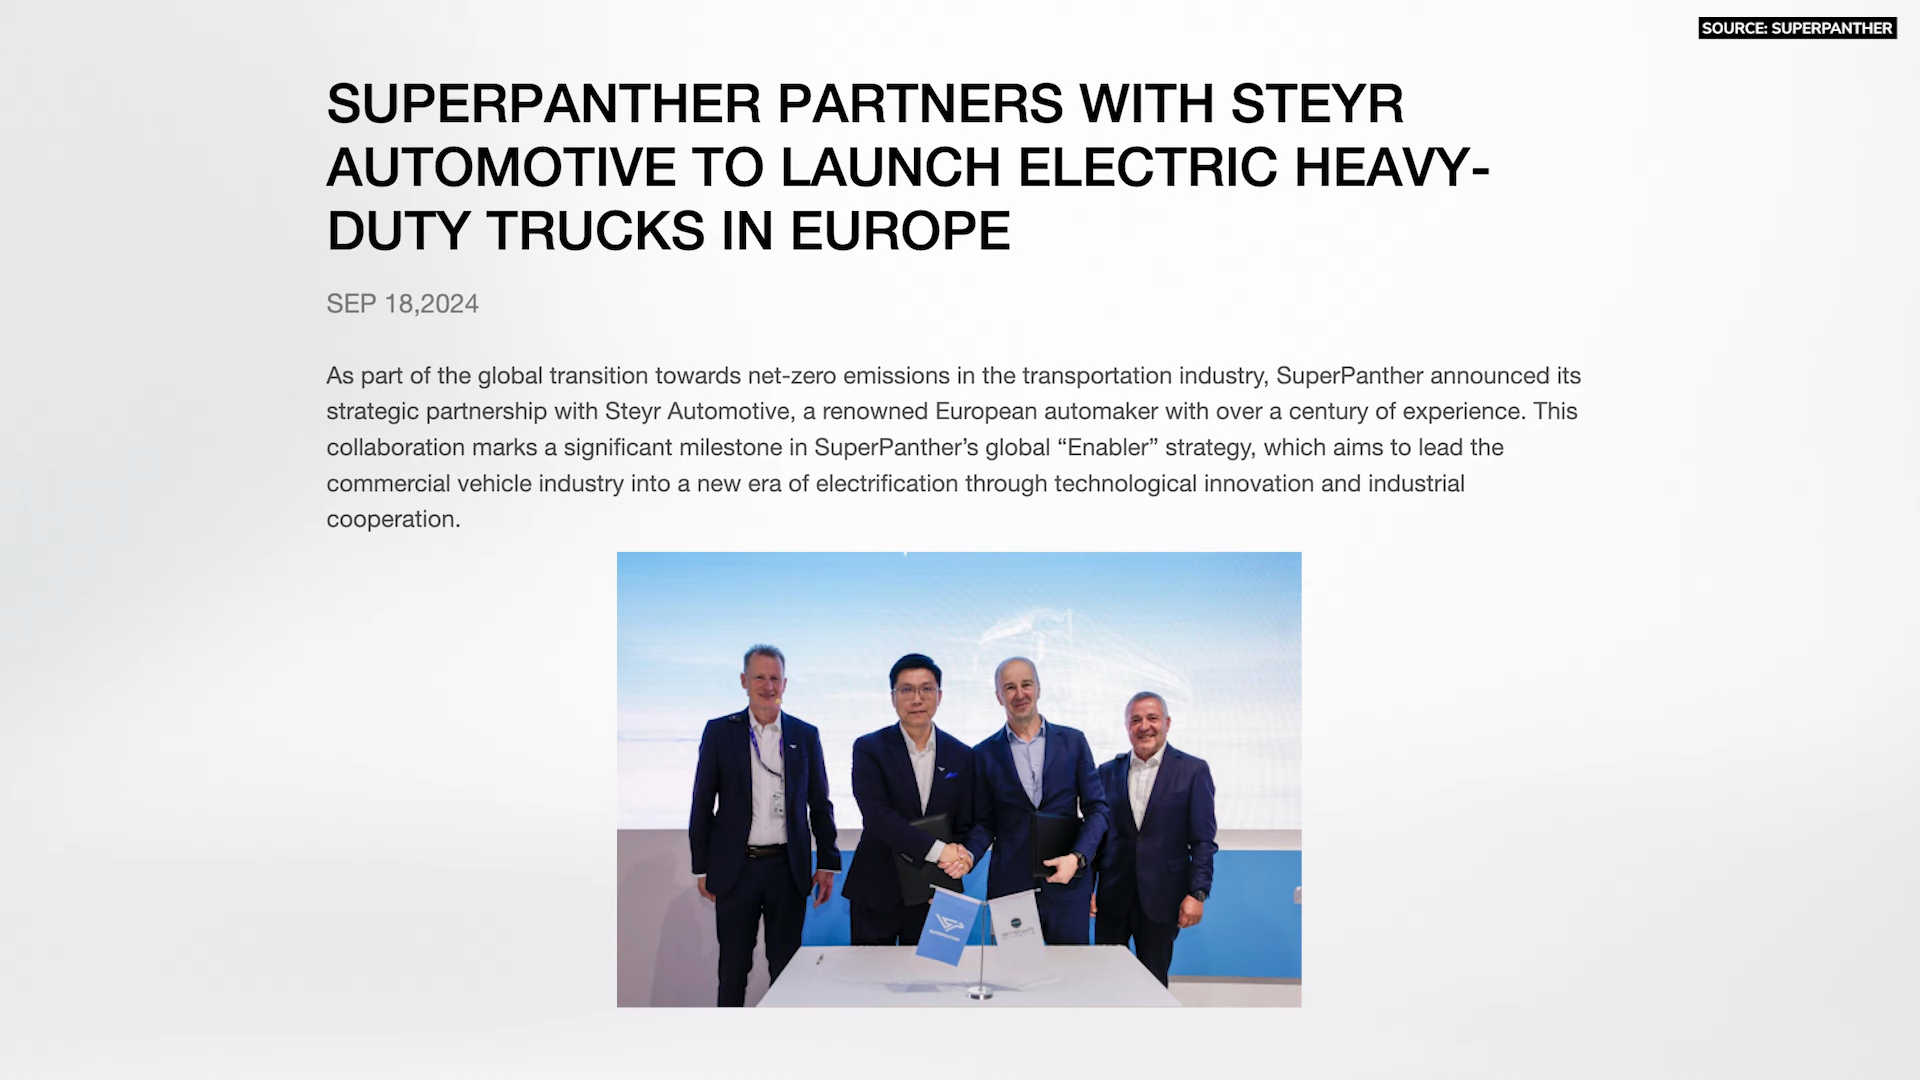 SOURCE: SUPERPANTHER
SUPERPANTHER PARTNERS WITH STEYR
AUTOMOTIVE TO LAUNCH ELECTRIC HEAVY-
DUTY TRUCKS IN EUROPE
SEP 18,2024
As part of the global transition towards net-zero emissions in the transportation industry, SuperPanther announced its
strategic partnership with Steyr Automotive, a renowned European automaker with over a century of experience. This
collaboration marks a significant milestone in SuperPanther’s global “Enabler” strategy, which aims to lead the
commercial vehicle industry into a new era of electrification through technological innovation and industrial
cooperation.
SUPERPANTHER